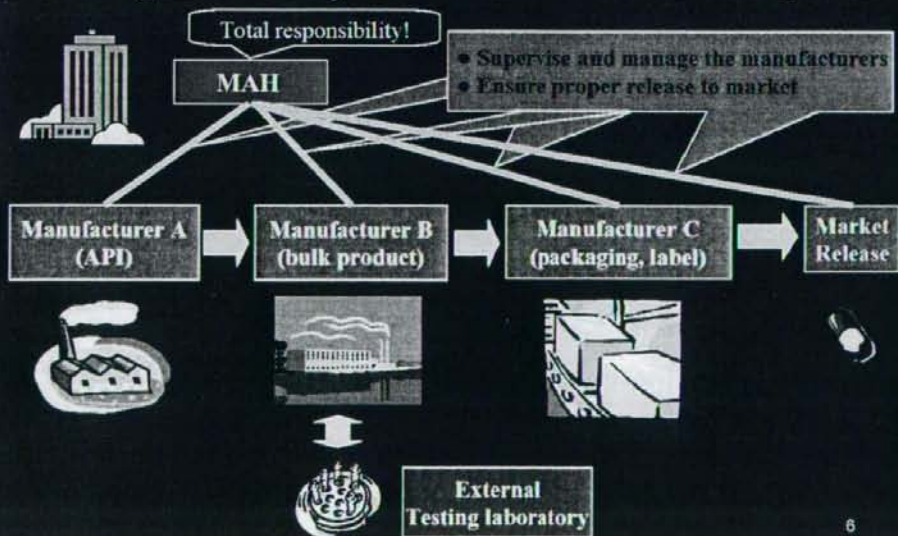 Total responsibility!
MAH
● Supervise and manage the manufacturers
● Ensure proper release to market
Manufacturer A
(API)
Manufacturer B
(bulk product)
Manufacturer C
(packaging, label)
Market
Release
External
Testing laboratory
6